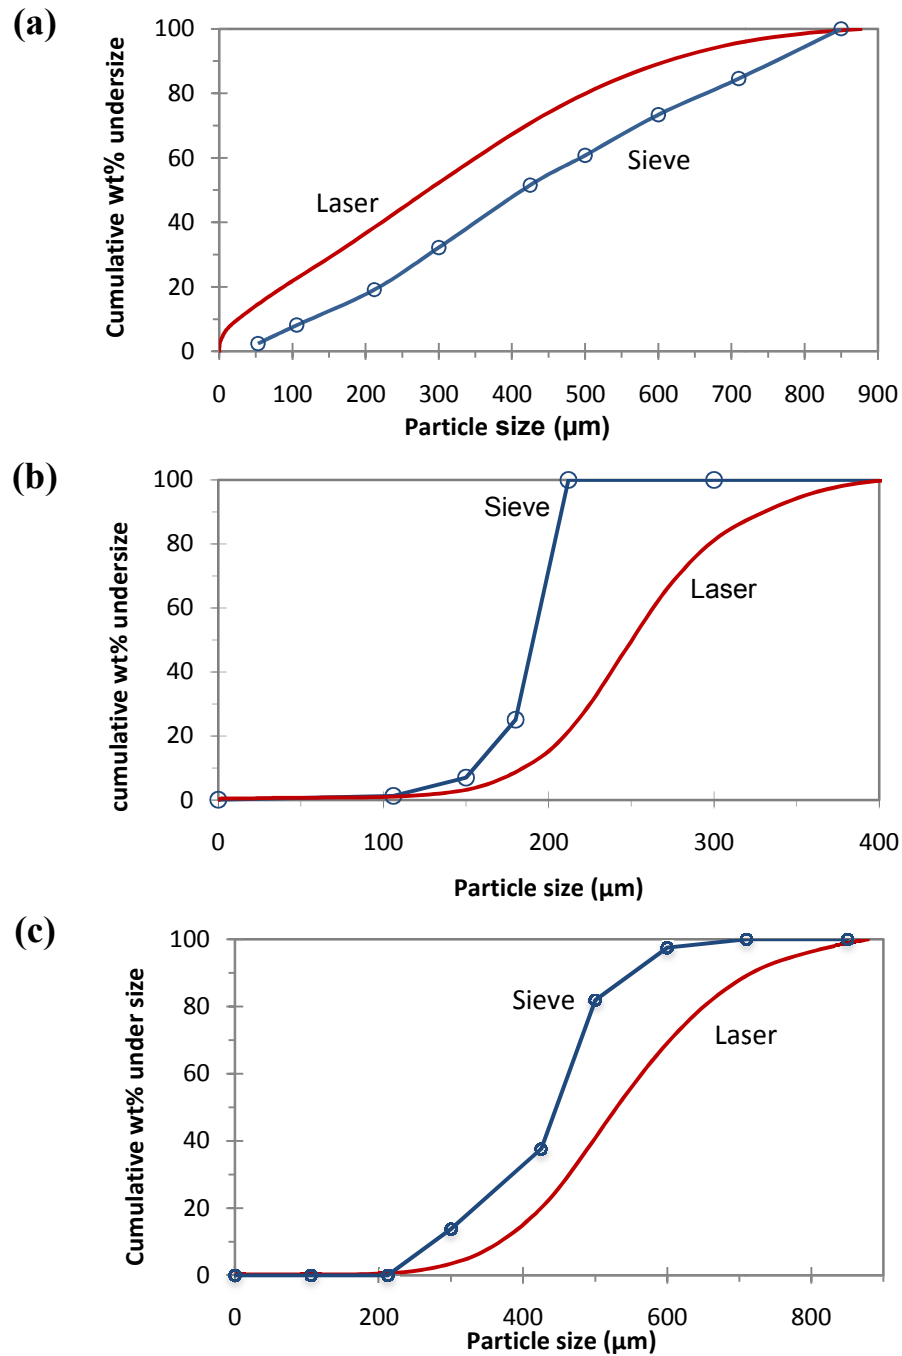 (a)
Cumulative wt% undersize
100
80
60
40
20
0
Laser
Sieve
0 100 200 300 400 500 600 700 800 900
Particle size (µm)
(b)
cumulative wt% undersize
100
80
60
40
20
0
Sieve
Laser
0 100 200 300 400
Particle size (µm)
(c)
Cumulative wt% under size
100
80
60
40
20
0
Sieve
Laser
0 200 400 600 800
Particle size (µm)